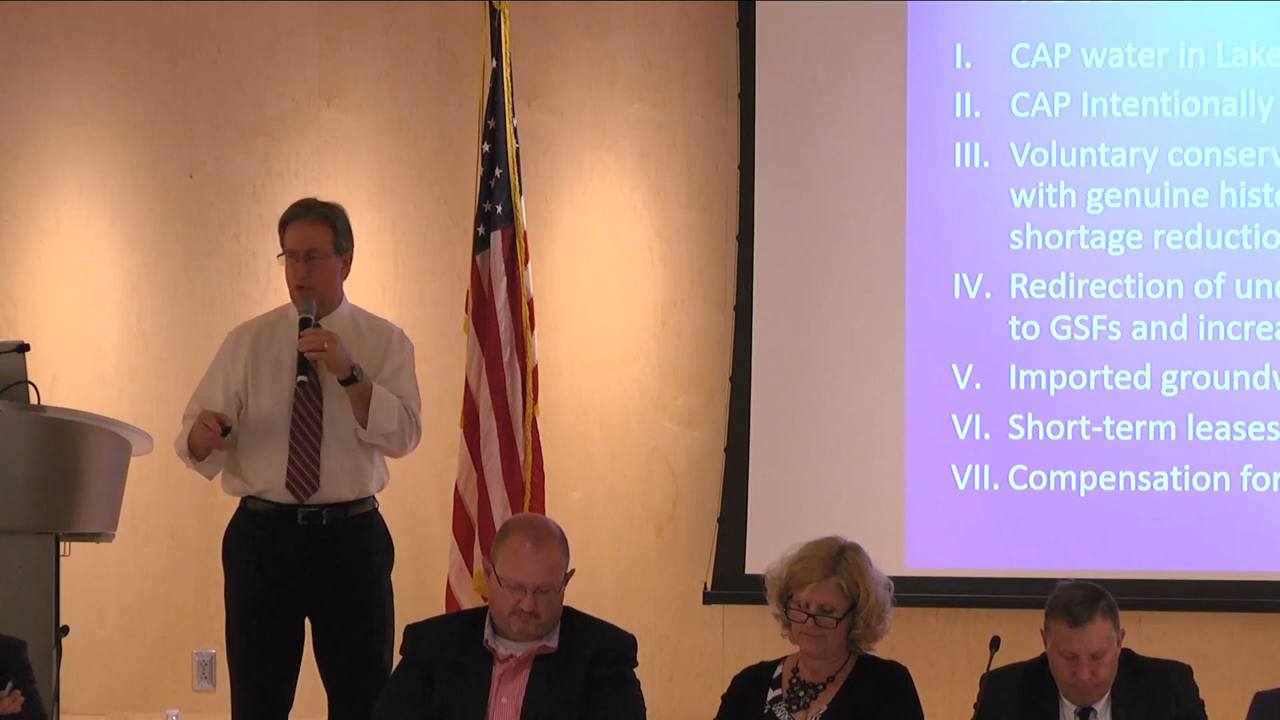 I. CAP water in Lake
II. CAP Intentionally
III. Voluntary conserv
with genuine histo
shortage reductio
IV. Redirection of un
to GSFs and increa
V. Imported groundw
VI. Short-term leases
VII. Compensation for